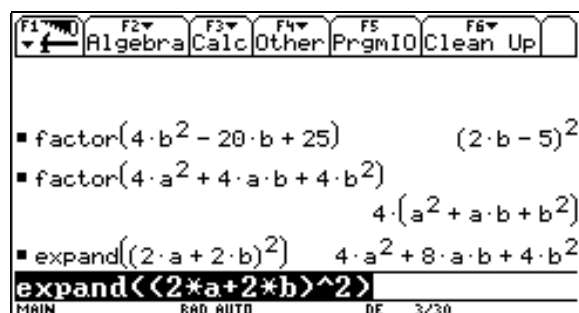 F1 F2 Algebra F3 Calc F4 Other F5 PrgmIO F6 Clean Up
▪ factor(4·b² − 20·b + 25) (2·b − 5)²
▪ factor(4·a² + 4·a·b + 4·b²)
4·(a² + a·b + b²)
▪ expand((2·a + 2·b)²) 4·a² + 8·a·b + 4·b²
expand((2*a+2*b)^2)
MAIN RAD AUTO DE 3/30